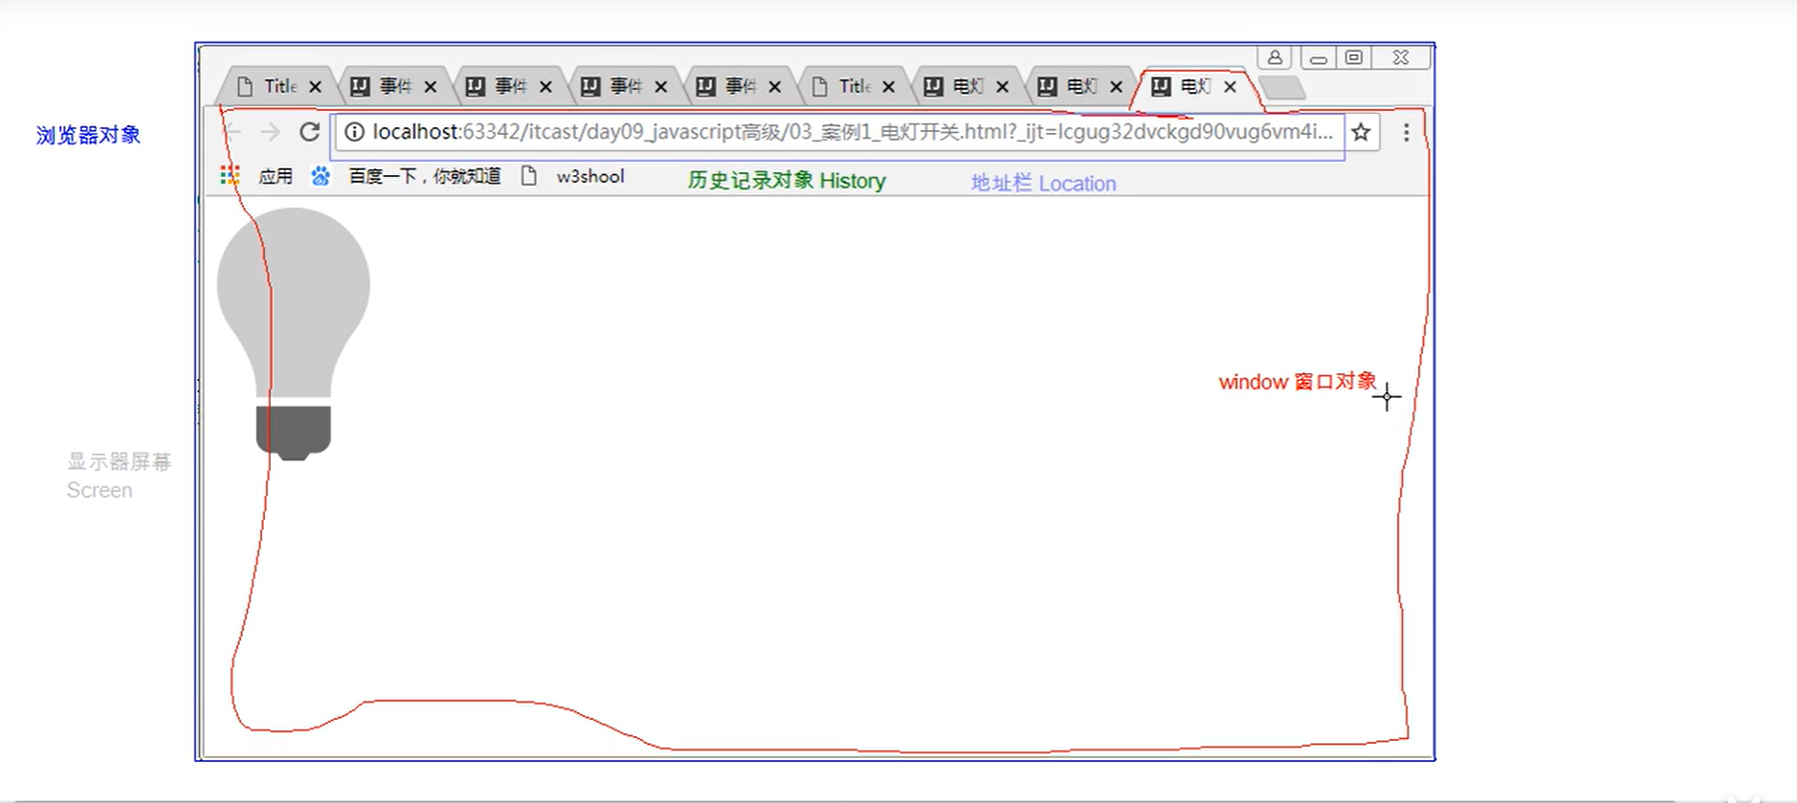 Title 事件 事件 事件 事件 Title 电灯 电灯 电灯
浏览器对象
localhost:63342/itcast/day09_javascript高级/03_案例1_电灯开关.html?_ijt=lcgug32dvckgd90vug6vm4i...
应用 百度一下，你就知道 w3shool
历史记录对象 History
地址栏 Location
window 窗口对象
显示器屏幕
Screen